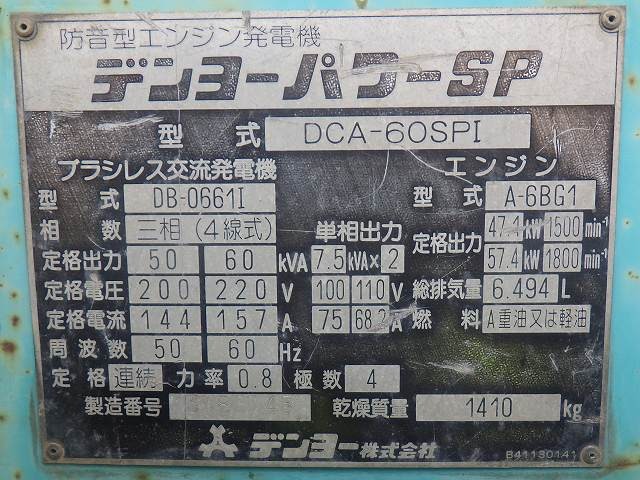 防音型エンジン発電機
デンヨーパワーSP
型式 DCA-60SPI
ブラシレス交流発電機 エンジン
型式 DB-0661I 型式 A-6BG1
相数 三相(4線式) 単相出力 定格出力 47.1 kW 1500 min⁻¹
定格出力 50 60 kVA 7.5 kVA×2 57.4 kW 1800 min⁻¹
定格電圧 200 220 V 100 110 V 総排気量 6.494 L
定格電流 144 157 A 75 68.2 A 燃料 A重油又は軽油
周波数 50 60 Hz
定格 連続 力率 0.8 極数 4
製造番号 乾燥質量 1410 kg
デンヨー株式会社 B41130141